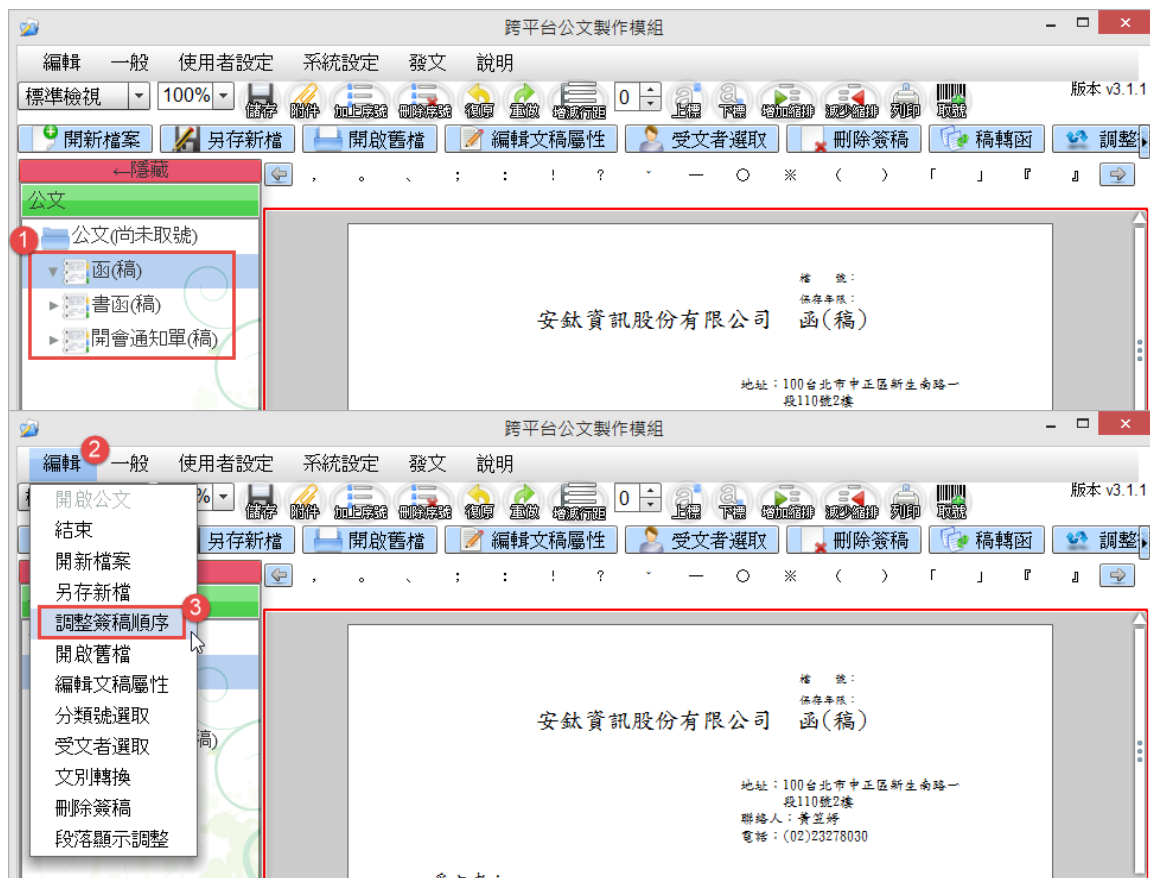 跨平台公文製作模組
編輯 一般 使用者設定 系統設定 發文 說明
標準檢視 100% 儲存 附件 加上序號 刪除序號 復原 重做 增減行距 0 上標 下標 增加縮排 減少縮排 列印 取號 版本 v3.1.1
開新檔案 另存新檔 開啟舊檔 編輯文稿屬性 受文者選取 刪除簽稿 稿轉函 調整
←隱藏 , 。 、 ; : ! ? ˇ — ○ ※ ( ) 「 」 『 』
公文
1 公文(尚未取號)
函(稿)
書函(稿)
開會通知單(稿)
檔 號:
保存年限:
安鈦資訊股份有限公司 函(稿)
地址:100台北市中正區新生南路一
段110號2樓
跨平台公文製作模組
編輯 2 一般 使用者設定 系統設定 發文 說明
% 儲存 附件 加上序號 刪除序號 復原 重做 增減行距 0 上標 下標 增加縮排 減少縮排 列印 取號 版本 v3.1.1
另存新檔 開啟舊檔 編輯文稿屬性 受文者選取 刪除簽稿 稿轉函 調整
, 。 、 ; : ! ? ˇ — ○ ※ ( ) 「 」 『 』
開啟公文
結束
開新檔案
另存新檔
調整簽稿順序 3
開啟舊檔
編輯文稿屬性
分類號選取
受文者選取
文別轉換
刪除簽稿
段落顯示調整
稿)
檔 號:
保存年限:
安鈦資訊股份有限公司 函(稿)
地址:100台北市中正區新生南路一
段110號2樓
聯絡人:黃笠婷
電話:(02)23278030